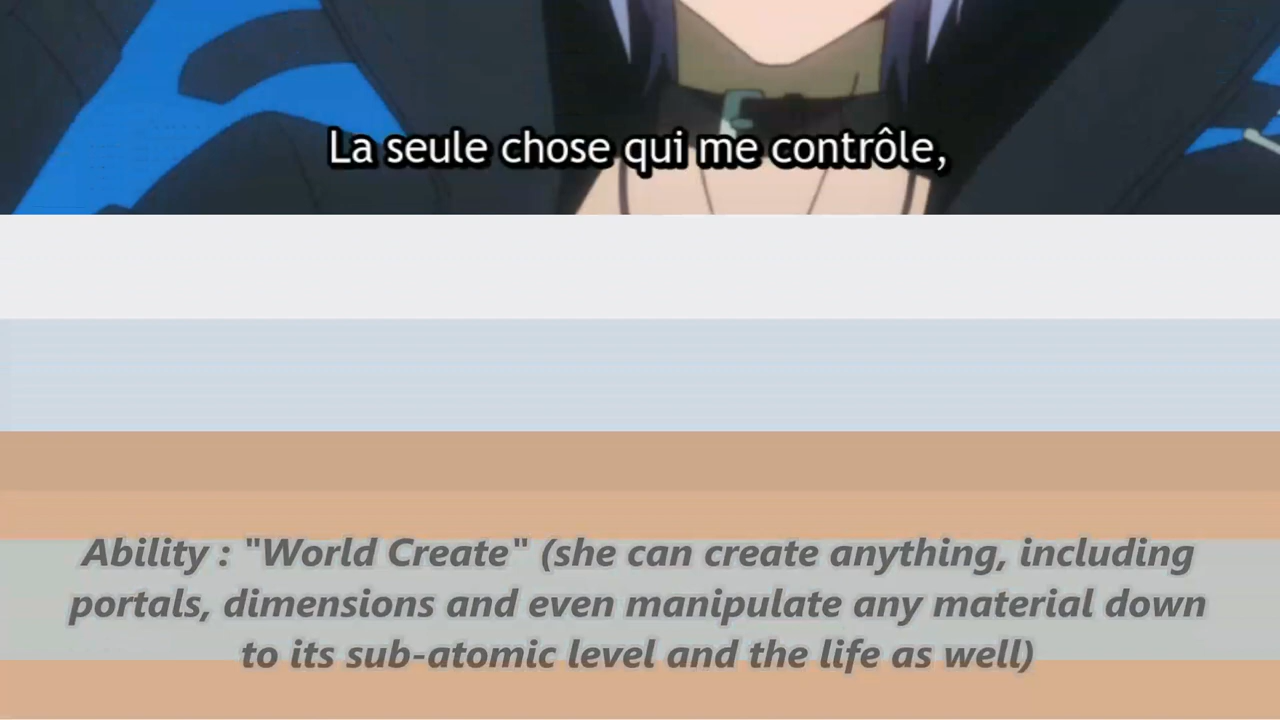 La seule chose qui me contrôle,
Ability : "World Create" (she can create anything, including
portals, dimensions and even manipulate any material down
to its sub-atomic level and the life as well)